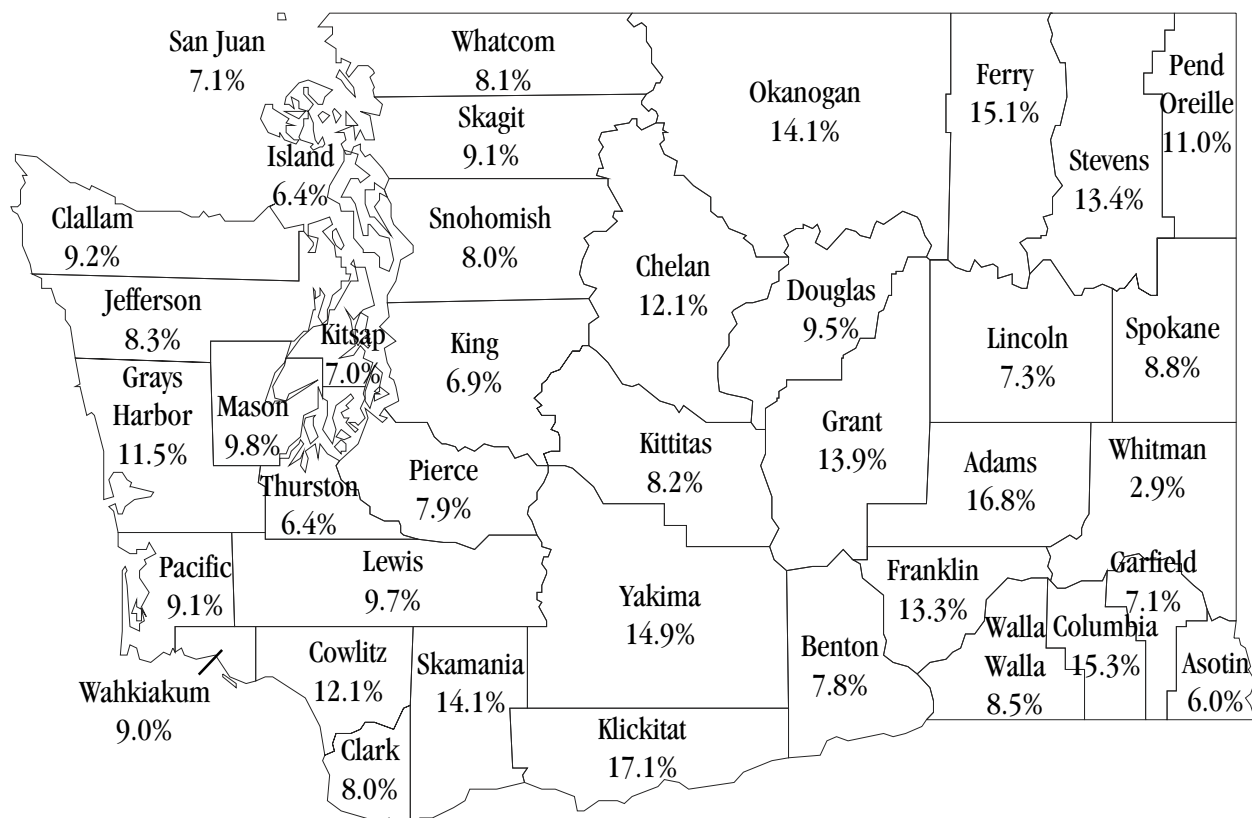 San Juan
7.1%
Whatcom
8.1%
Skagit
9.1%
Okanogan
14.1%
Ferry
15.1%
Pend
Oreille
11.0%
Stevens
13.4%
Island
6.4%
Clallam
9.2%
Snohomish
8.0%
Chelan
12.1%
Douglas
9.5%
Jefferson
8.3%
Kitsap
7.0%
King
6.9%
Lincoln
7.3%
Spokane
8.8%
Grays
Harbor
11.5%
Mason
9.8%
Kittitas
8.2%
Grant
13.9%
Adams
16.8%
Whitman
2.9%
Thurston
6.4%
Pierce
7.9%
Pacific
9.1%
Lewis
9.7%
Yakima
14.9%
Franklin
13.3%
Garfield
7.1%
Benton
7.8%
Walla
Walla
8.5%
Columbia
15.3%
Asotin
6.0%
Wahkiakum
9.0%
Cowlitz
12.1%
Skamania
14.1%
Clark
8.0%
Klickitat
17.1%